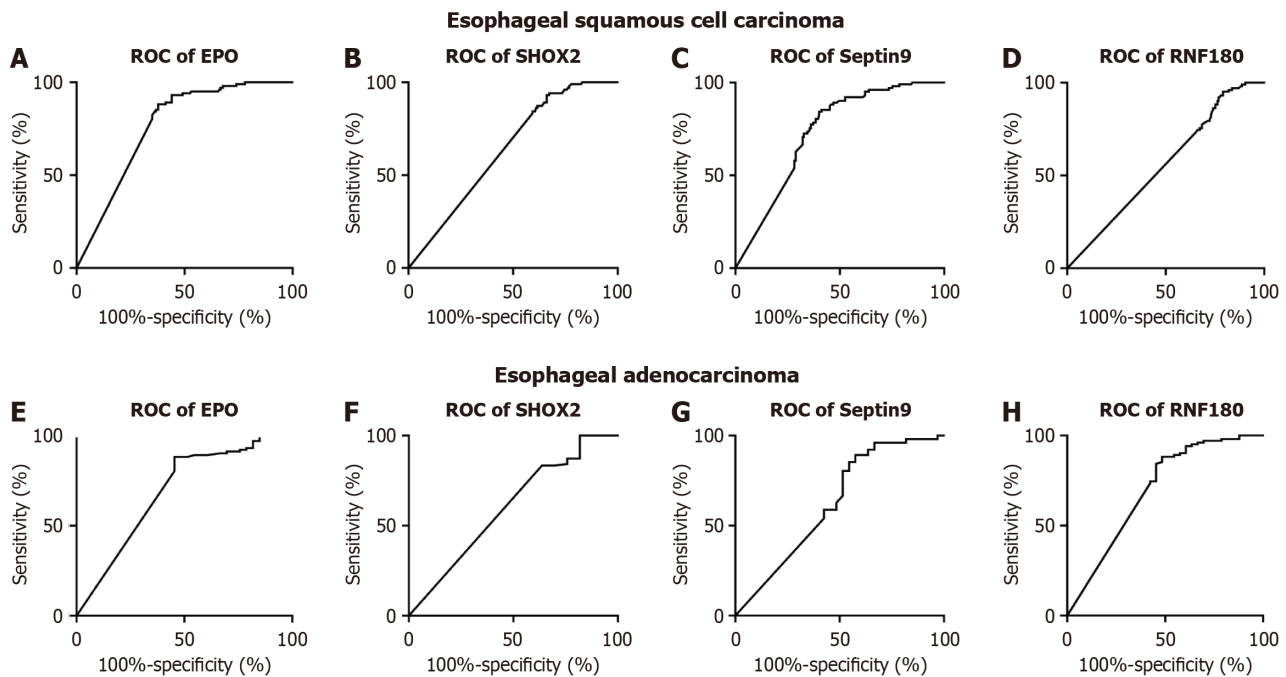 Esophageal squamous cell carcinoma
A ROC of EPO
Sensitivity (%)
100
50
0
0 50 100
100%-specificity (%)
B ROC of SHOX2
Sensitivity (%)
100
50
0
0 50 100
100%-specificity (%)
C ROC of Septin9
Sensitivity (%)
100
50
0
0 50 100
100%-specificity (%)
D ROC of RNF180
Sensitivity (%)
100
50
0
0 50 100
100%-specificity (%)
Esophageal adenocarcinoma
E ROC of EPO
Sensitivity (%)
100
50
0
0 50 100
100%-specificity (%)
F ROC of SHOX2
Sensitivity (%)
100
50
0
0 50 100
100%-specificity (%)
G ROC of Septin9
Sensitivity (%)
100
50
0
0 50 100
100%-specificity (%)
H ROC of RNF180
Sensitivity (%)
100
50
0
0 50 100
100%-specificity (%)